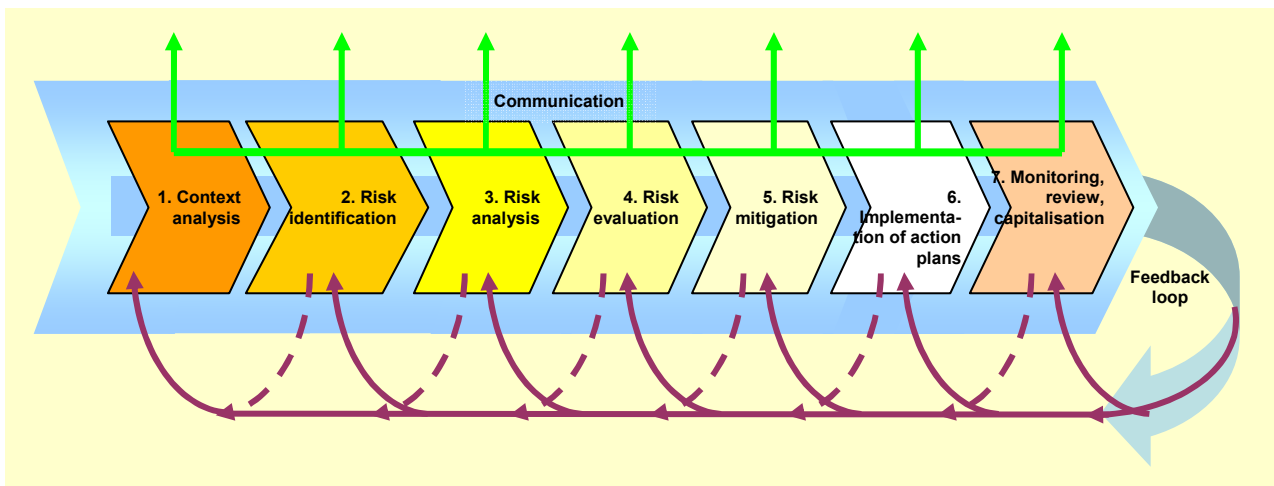 Communication
1. Context
analysis
2. Risk
identification
3. Risk
analysis
4. Risk
evaluation
5. Risk
mitigation
6.
Implementa-
tion of action
plans
7. Monitoring,
review,
capitalisation
Feedback
loop